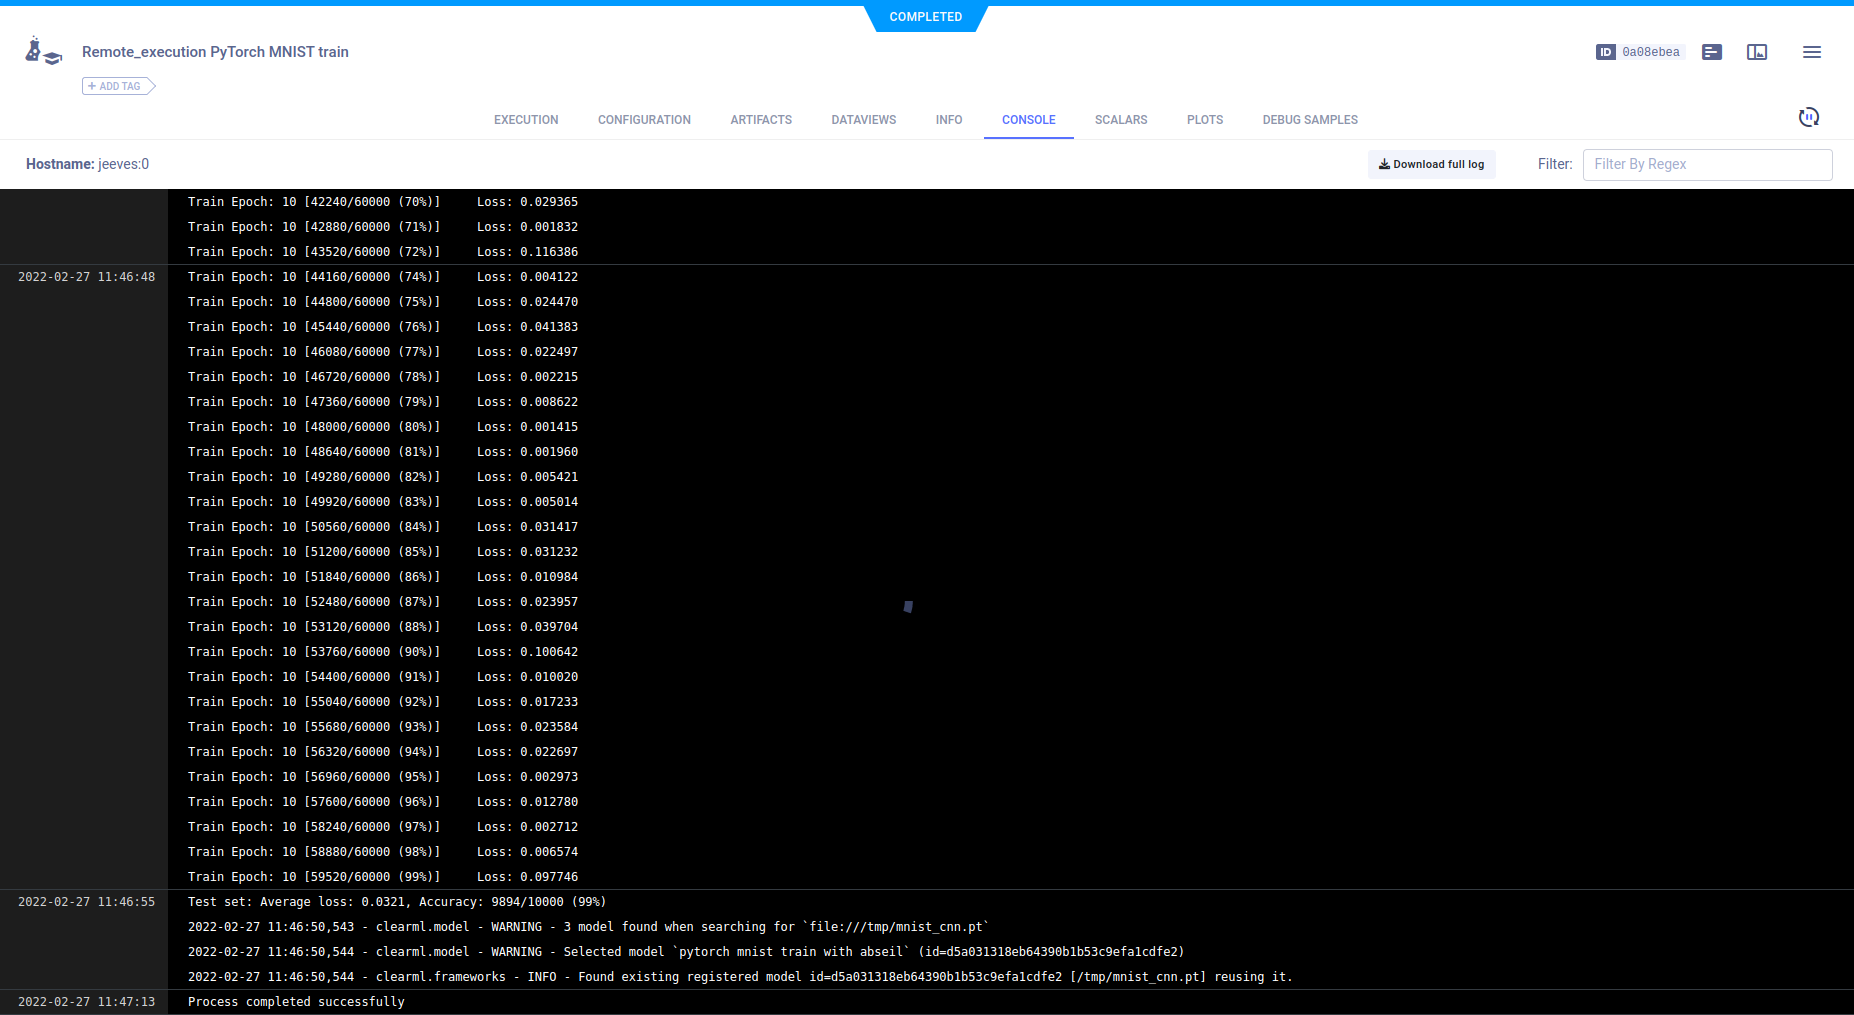 COMPLETED
Remote_execution PyTorch MNIST train
ID 0a08ebea
+ ADD TAG
EXECUTION CONFIGURATION ARTIFACTS DATAVIEWS INFO CONSOLE SCALARS PLOTS DEBUG SAMPLES
Hostname: jeeves:0 Download full log Filter: Filter By Regex
Train Epoch: 10 [42240/60000 (70%)] Loss: 0.029365
Train Epoch: 10 [42880/60000 (71%)] Loss: 0.001832
Train Epoch: 10 [43520/60000 (72%)] Loss: 0.116386
2022-02-27 11:46:48 Train Epoch: 10 [44160/60000 (74%)] Loss: 0.004122
Train Epoch: 10 [44800/60000 (75%)] Loss: 0.024470
Train Epoch: 10 [45440/60000 (76%)] Loss: 0.041383
Train Epoch: 10 [46080/60000 (77%)] Loss: 0.022497
Train Epoch: 10 [46720/60000 (78%)] Loss: 0.002215
Train Epoch: 10 [47360/60000 (79%)] Loss: 0.008622
Train Epoch: 10 [48000/60000 (80%)] Loss: 0.001415
Train Epoch: 10 [48640/60000 (81%)] Loss: 0.001960
Train Epoch: 10 [49280/60000 (82%)] Loss: 0.005421
Train Epoch: 10 [49920/60000 (83%)] Loss: 0.005014
Train Epoch: 10 [50560/60000 (84%)] Loss: 0.031417
Train Epoch: 10 [51200/60000 (85%)] Loss: 0.031232
Train Epoch: 10 [51840/60000 (86%)] Loss: 0.010984
Train Epoch: 10 [52480/60000 (87%)] Loss: 0.023957
Train Epoch: 10 [53120/60000 (88%)] Loss: 0.039704
Train Epoch: 10 [53760/60000 (90%)] Loss: 0.100642
Train Epoch: 10 [54400/60000 (91%)] Loss: 0.010020
Train Epoch: 10 [55040/60000 (92%)] Loss: 0.017233
Train Epoch: 10 [55680/60000 (93%)] Loss: 0.023584
Train Epoch: 10 [56320/60000 (94%)] Loss: 0.022697
Train Epoch: 10 [56960/60000 (95%)] Loss: 0.002973
Train Epoch: 10 [57600/60000 (96%)] Loss: 0.012780
Train Epoch: 10 [58240/60000 (97%)] Loss: 0.002712
Train Epoch: 10 [58880/60000 (98%)] Loss: 0.006574
Train Epoch: 10 [59520/60000 (99%)] Loss: 0.097746
2022-02-27 11:46:55 Test set: Average loss: 0.0321, Accuracy: 9894/10000 (99%)
2022-02-27 11:46:50,543 - clearml.model - WARNING - 3 model found when searching for `file:///tmp/mnist_cnn.pt`
2022-02-27 11:46:50,544 - clearml.model - WARNING - Selected model `pytorch mnist train with abseil` (id=d5a031318eb64390b1b53c9efa1cdfe2)
2022-02-27 11:46:50,544 - clearml.frameworks - INFO - Found existing registered model id=d5a031318eb64390b1b53c9efa1cdfe2 [/tmp/mnist_cnn.pt] reusing it.
2022-02-27 11:47:13 Process completed successfully